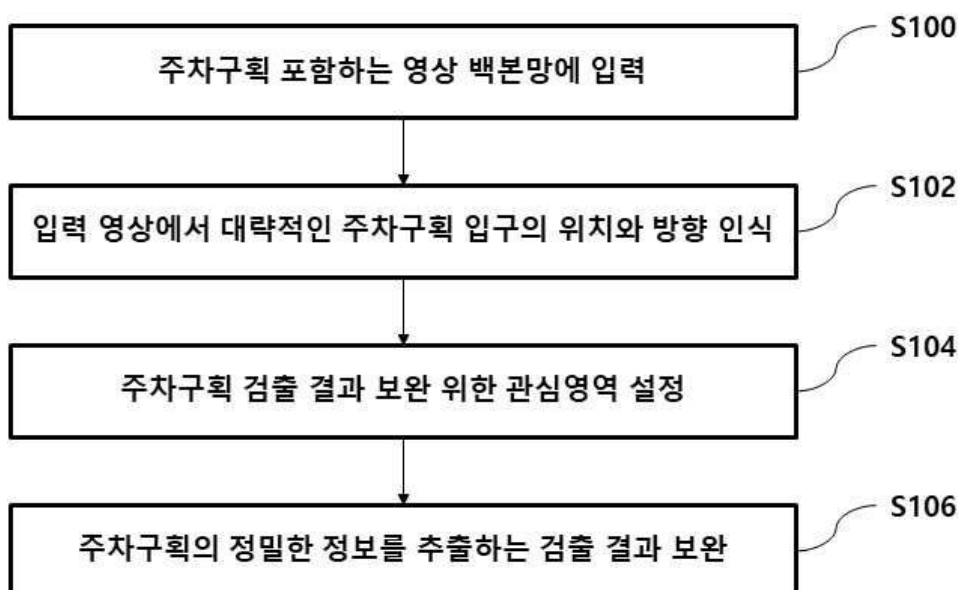 S100
주차구획 포함하는 영상 백본망에 입력
S102
입력 영상에서 대략적인 주차구획 입구의 위치와 방향 인식
S104
주차구획 검출 결과 보완 위한 관심영역 설정
S106
주차구획의 정밀한 정보를 추출하는 검출 결과 보완